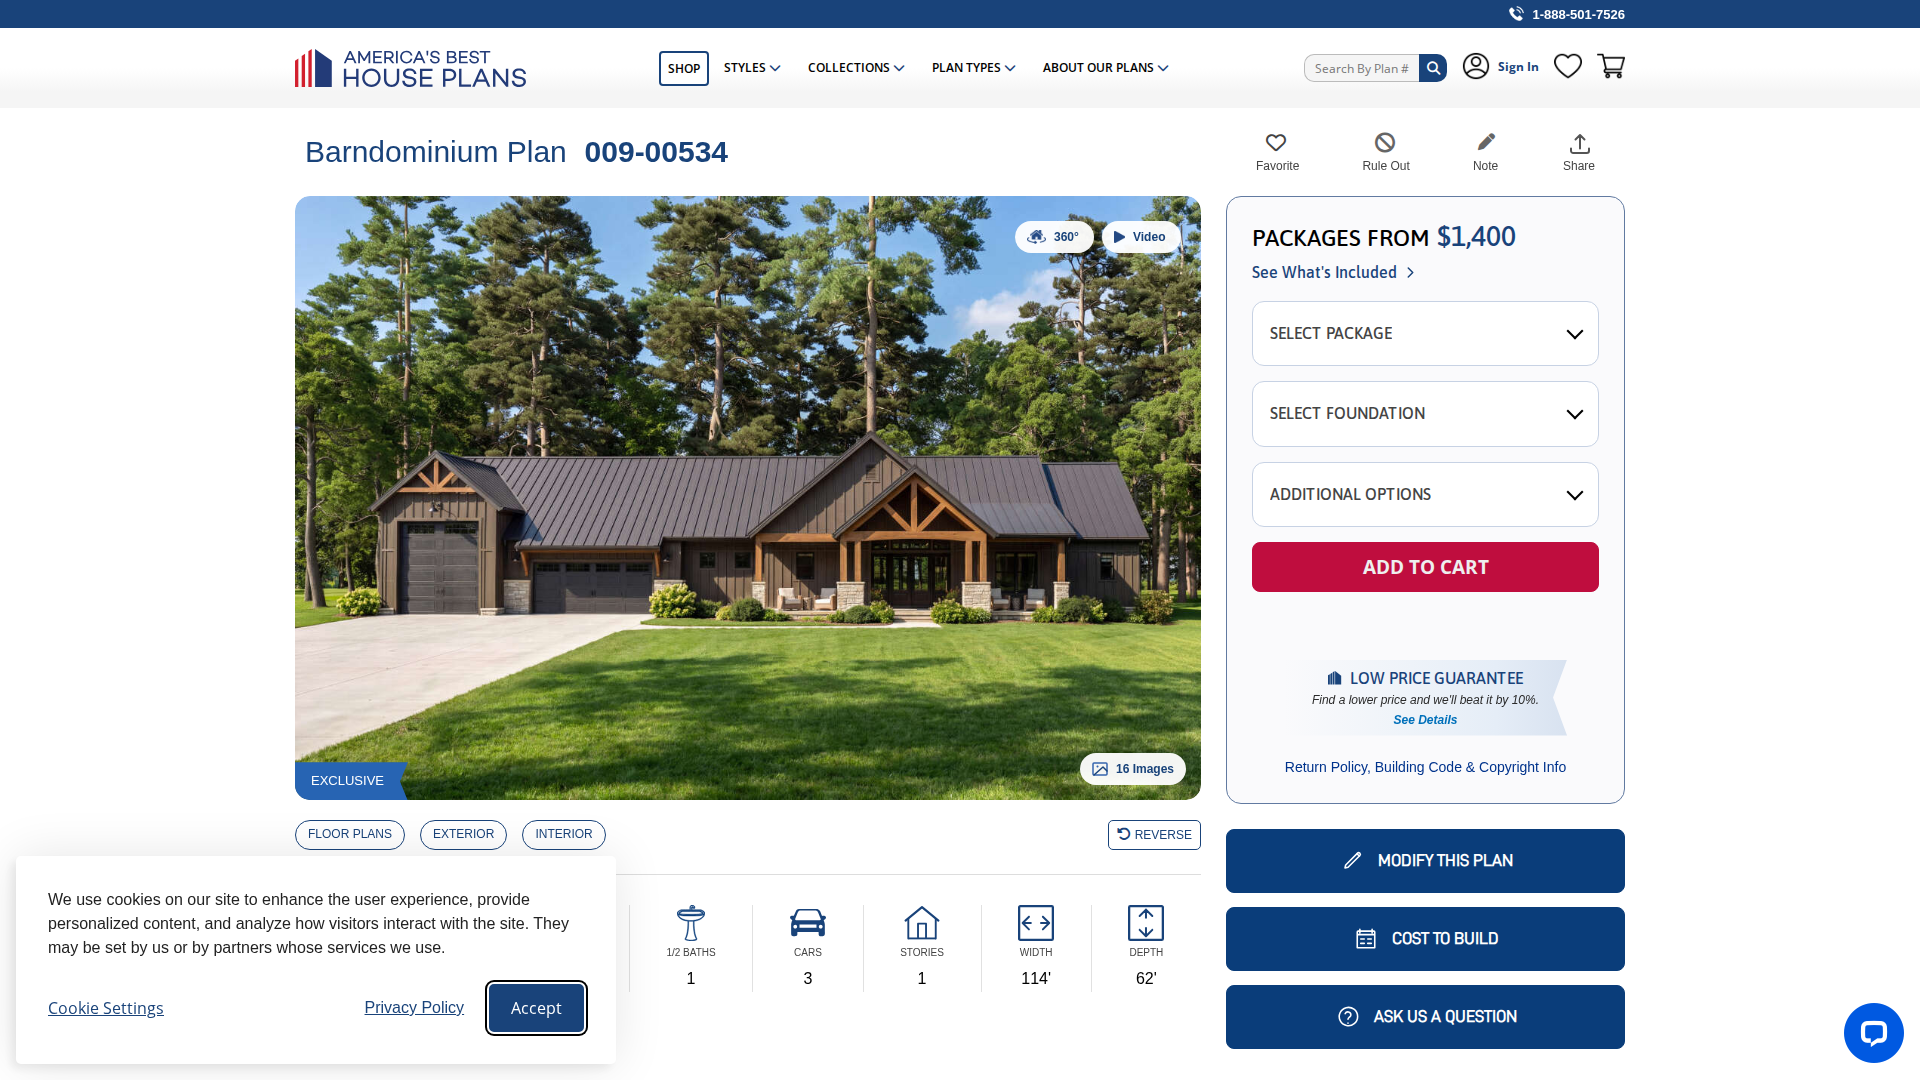 1-888-501-7526
AMERICA'S BEST
HOUSE PLANS
SHOP
STYLES
COLLECTIONS
PLAN TYPES
ABOUT OUR PLANS
Search By Plan #
Sign In
Barndominium Plan 009-00534
Favorite
Rule Out
Note
Share
360°
Video
EXCLUSIVE
16 Images
PACKAGES FROM $1,400
See What's Included
SELECT PACKAGE
SELECT FOUNDATION
ADDITIONAL OPTIONS
ADD TO CART
LOW PRICE GUARANTEE
Find a lower price and we'll beat it by 10%.
See Details
Return Policy, Building Code & Copyright Info
FLOOR PLANS
EXTERIOR
INTERIOR
REVERSE
1/2 BATHS
1
CARS
3
STORIES
1
WIDTH
114'
DEPTH
62'
MODIFY THIS PLAN
COST TO BUILD
ASK US A QUESTION
We use cookies on our site to enhance the user experience, provide
personalized content, and analyze how visitors interact with the site. They
may be set by us or by partners whose services we use.
Cookie Settings
Privacy Policy
Accept